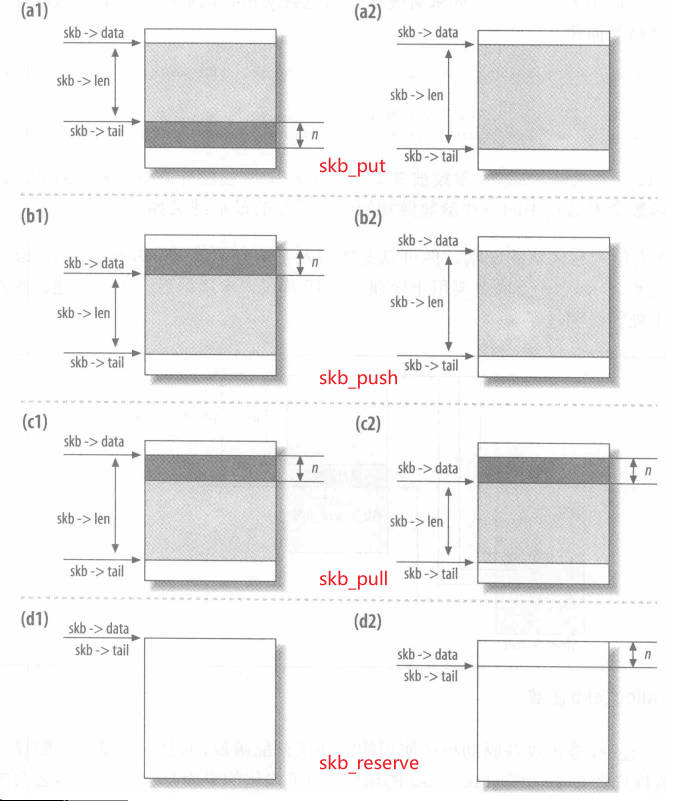 (a1)
(a2)
skb -> data
skb -> data
skb -> len
skb -> len
skb -> tail
n
skb -> tail
skb_put
(b1)
(b2)
skb -> data
n
skb -> data
skb -> len
skb -> len
skb -> tail
skb -> tail
skb_push
(c1)
(c2)
skb -> data
n
skb -> data
n
skb -> len
skb -> len
skb -> tail
skb -> tail
skb_pull
(d1)
(d2)
skb -> data
skb -> tail
skb -> data
n
skb -> tail
skb_reserve